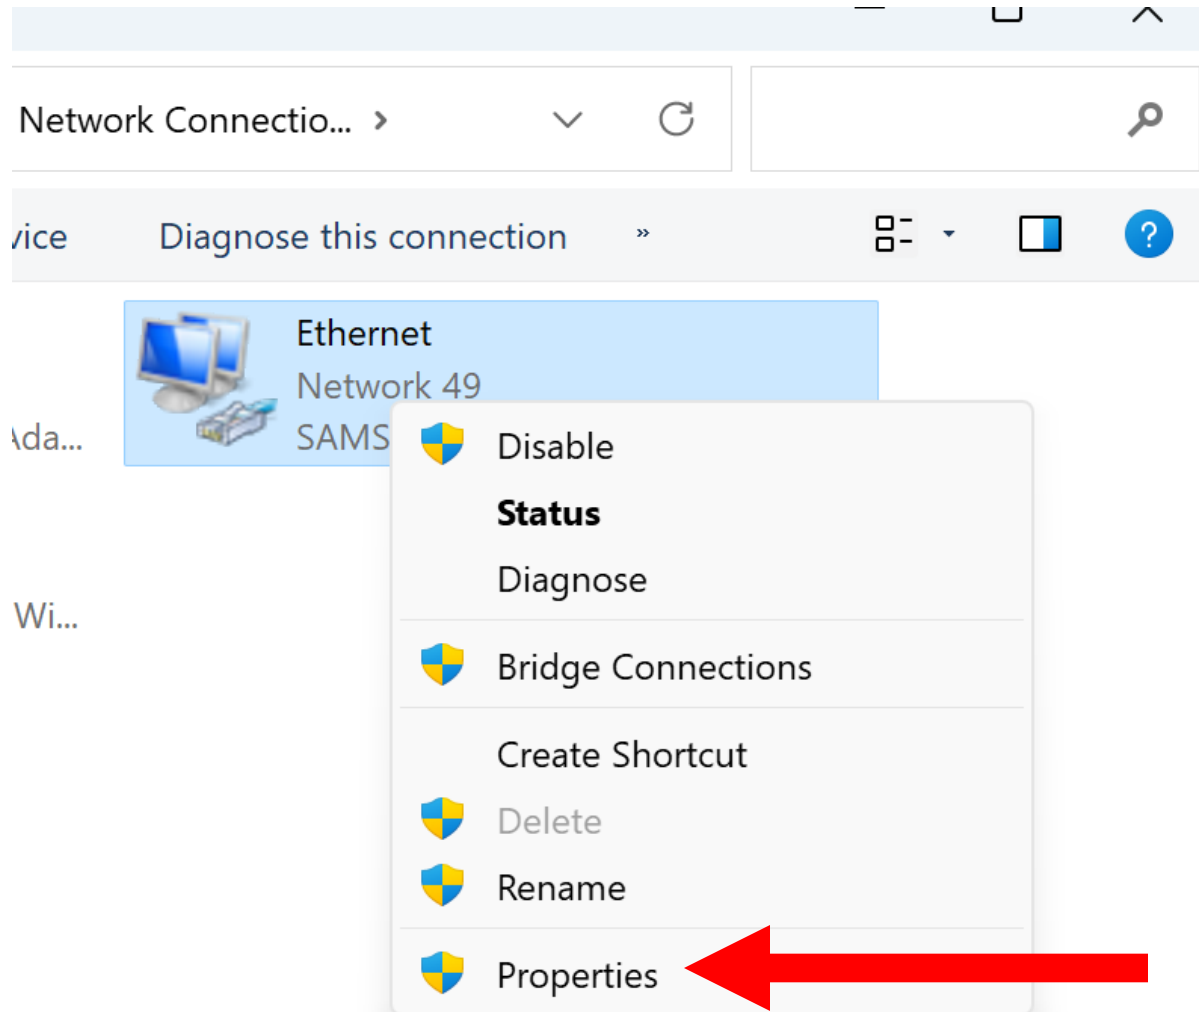 Network Connectio... >
vice Diagnose this connection » ?
Ethernet
Network 49
Ada... SAMS
Disable
Status
Diagnose
Wi...
Bridge Connections
Create Shortcut
Delete
Rename
Properties